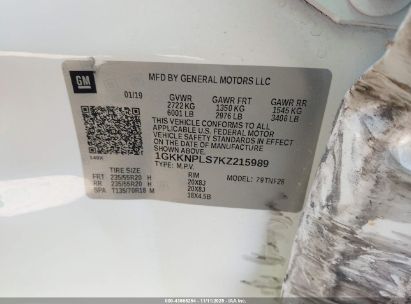 GM
MFD BY GENERAL MOTORS LLC
01/19 GVWR GAWR FRT GAWR RR
2722 KG 1350 KG 1545 KG
6001 LB 2976 LB 3406 LB
THIS VEHICLE CONFORMS TO ALL
APPLICABLE U.S. FEDERAL MOTOR
VEHICLE SAFETY STANDARDS IN
EFFECT ON THE DATE OF
MANUFACTURE SHOWN ABOVE.
1GKKNPLS7KZ215989
TYPE: M.P.V. MODEL:
TIRE SIZE RIM
FRT 235/55R20 H 20X8J
RR 235/55R20 H 20X8J
SPA T135/70R18 M 18X4.5B